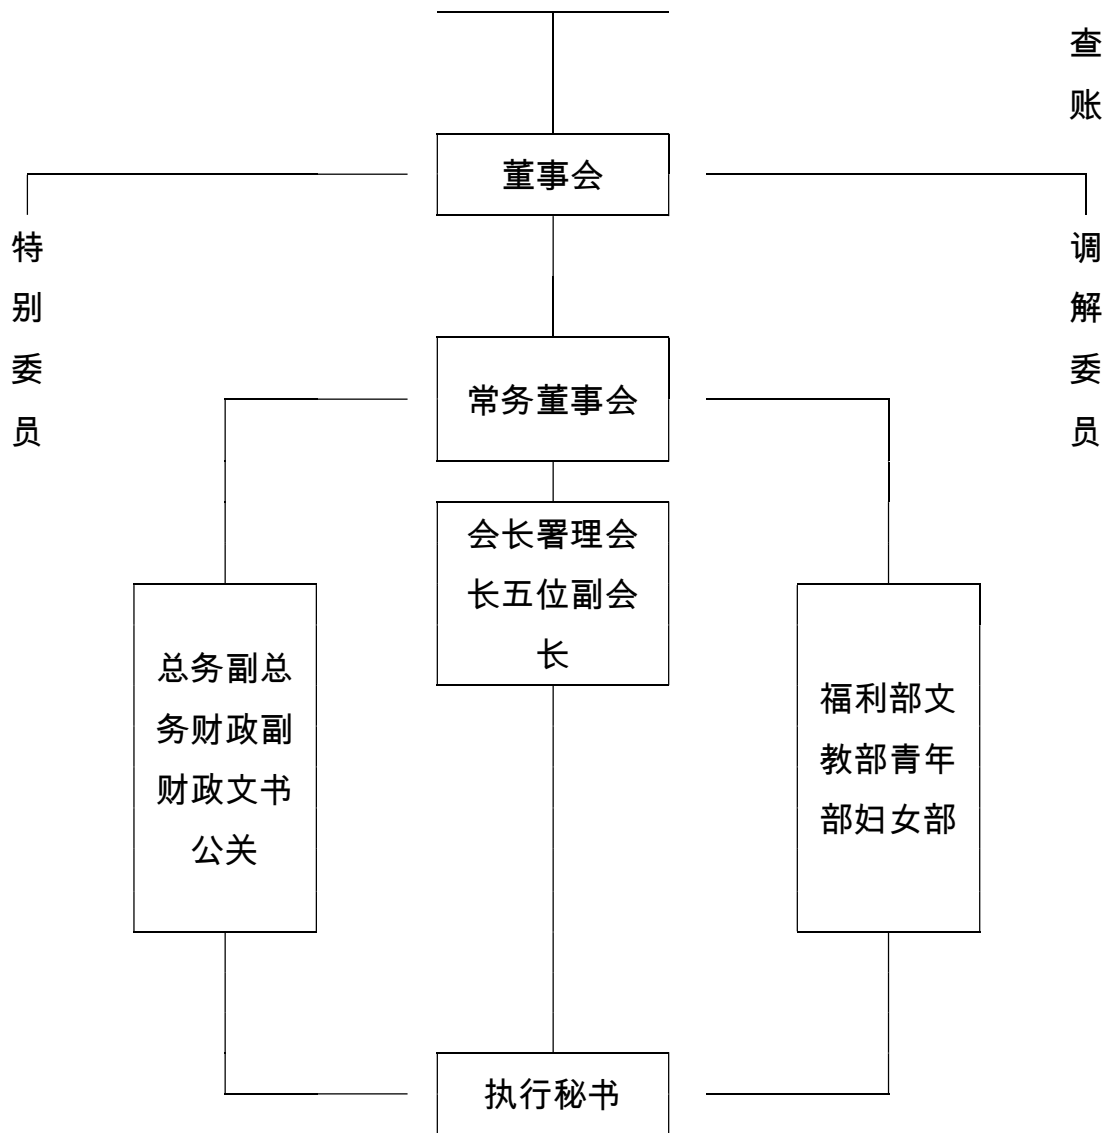 查账
董事会
特别委员
调解委员
常务董事会
会长署理会
长五位副会
长
总务副总
务财政副
财政文书
公关
福利部文
教部青年
部妇女部
执行秘书